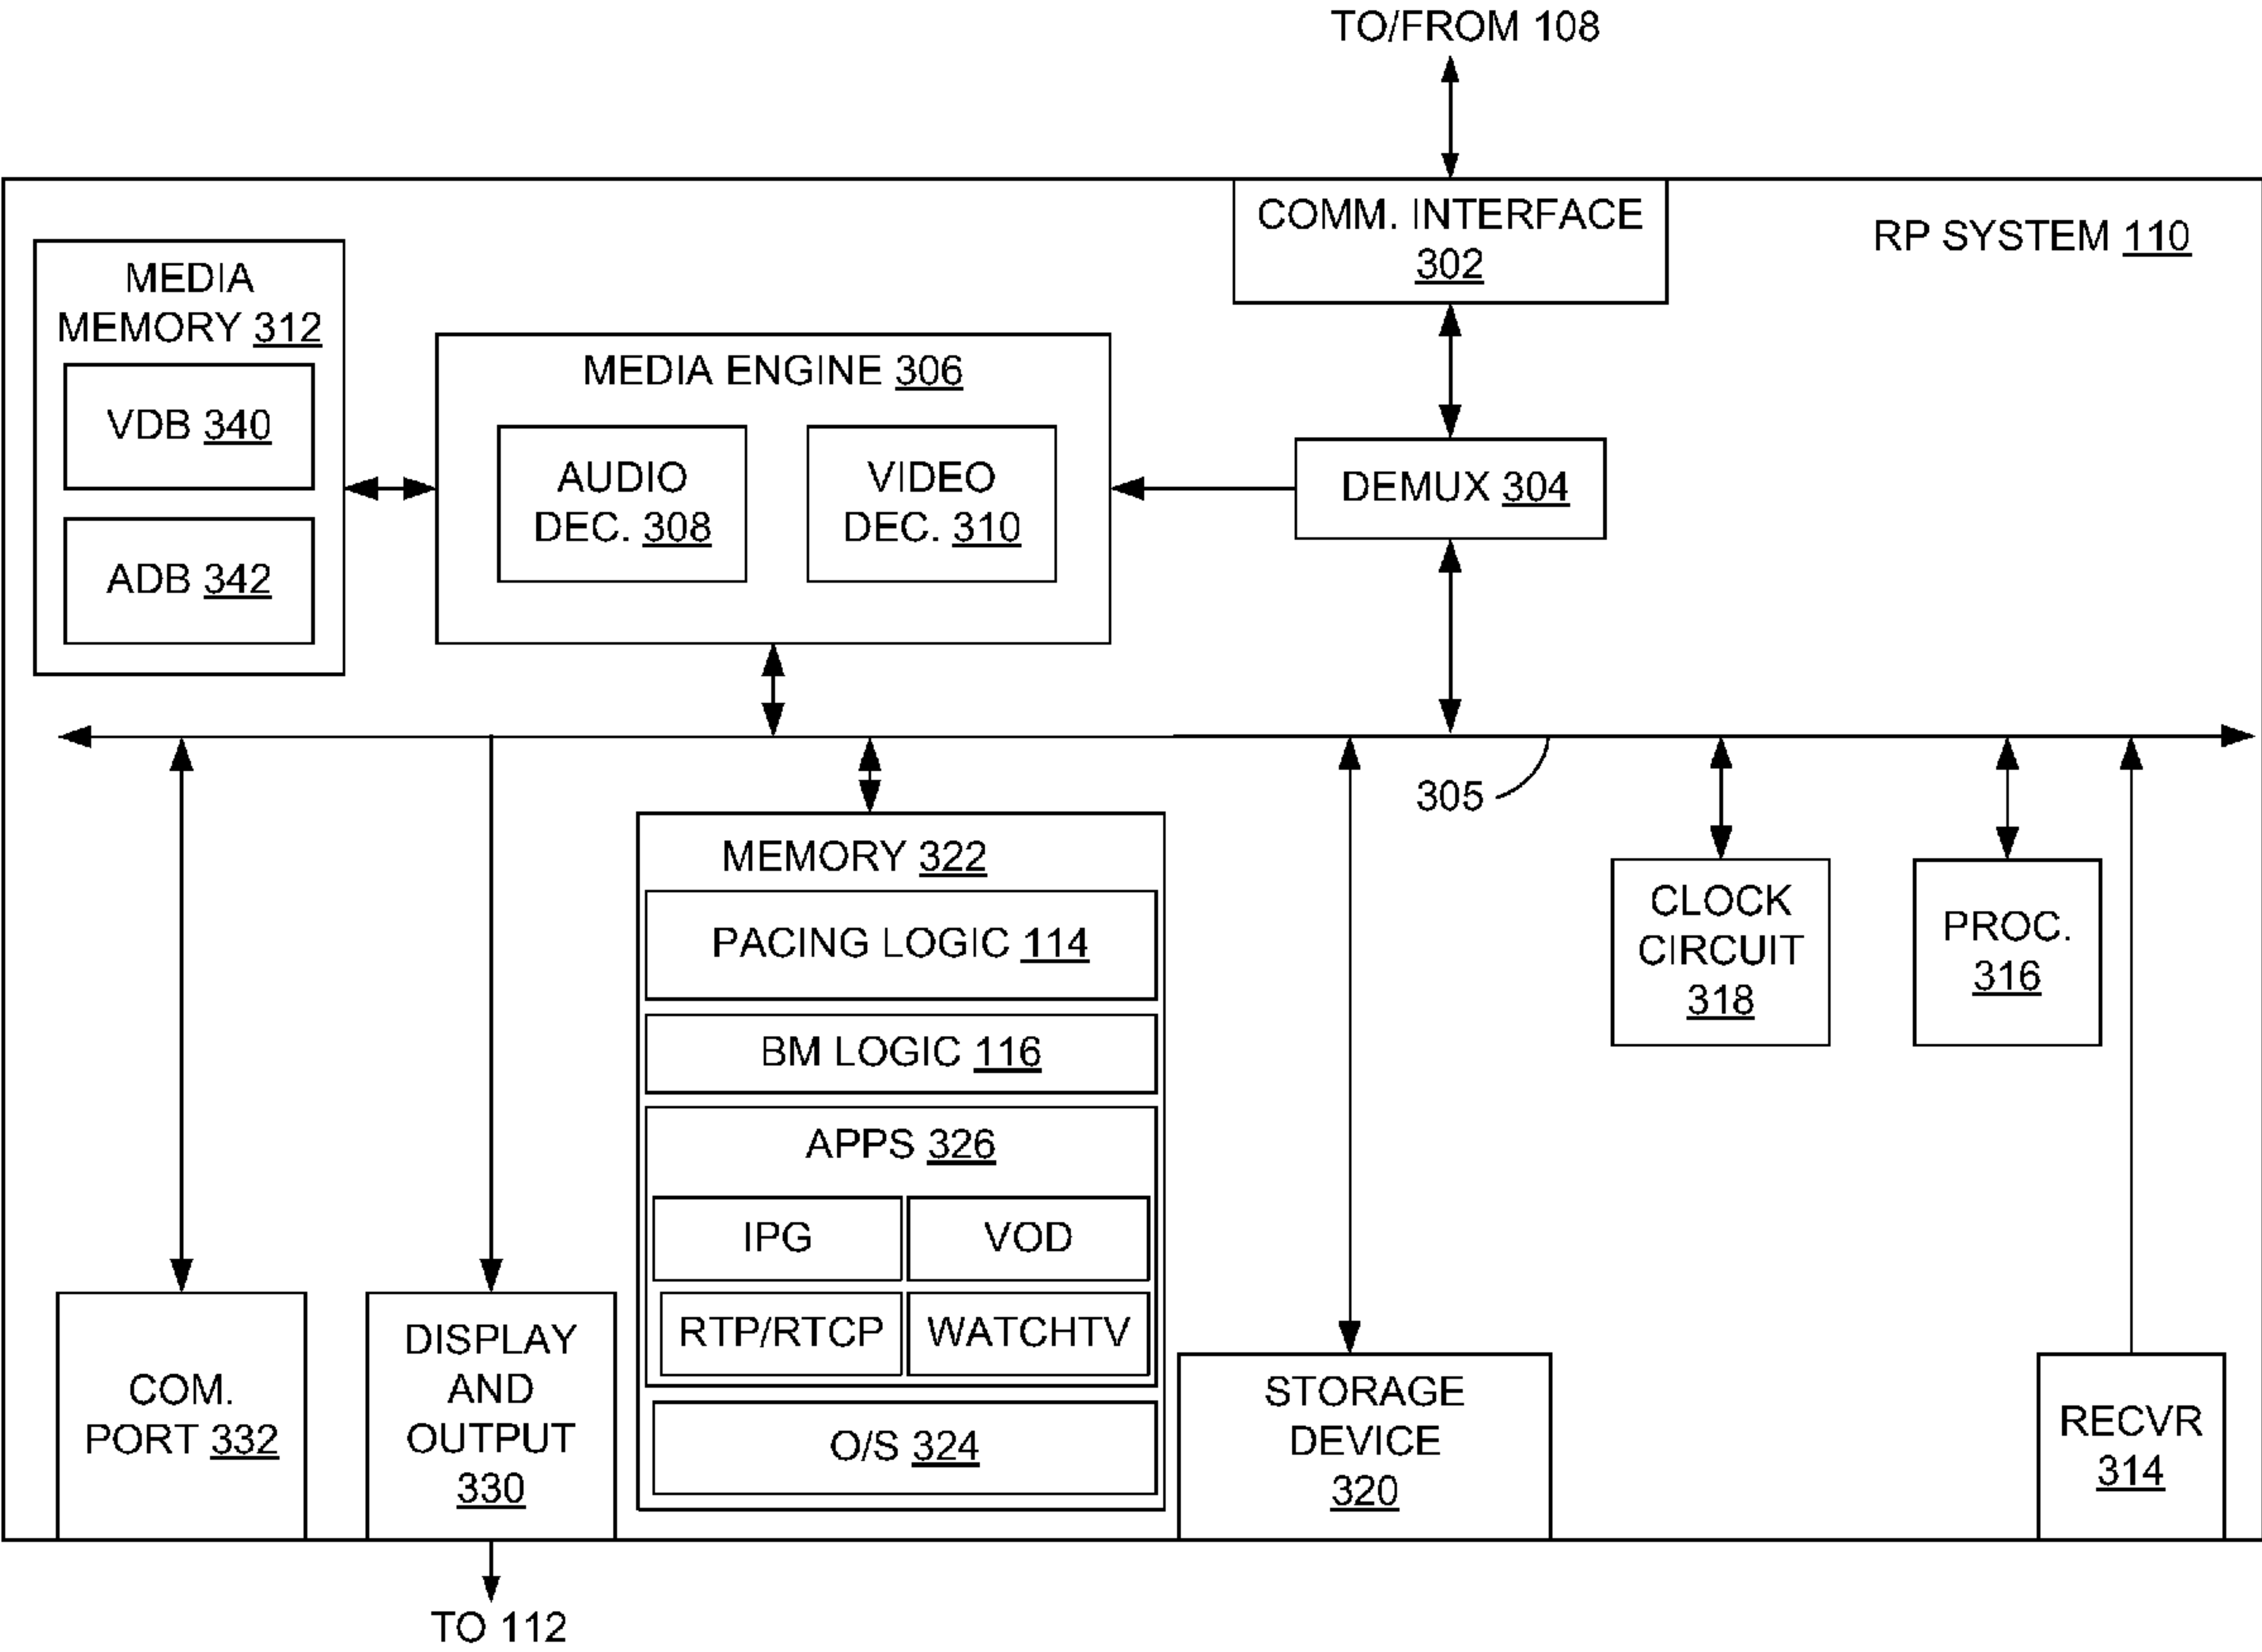 TO/FROM 108
COMM. INTERFACE
302
RP SYSTEM 110
MEDIA
MEMORY 312
VDB 340
ADB 342
MEDIA ENGINE 306
AUDIO
DEC. 308
VIDEO
DEC. 310
DEMUX 304
305
MEMORY 322
PACING LOGIC 114
BM LOGIC 116
APPS 326
IPG
VOD
RTP/RTCP
WATCHTV
O/S 324
CLOCK
CIRCUIT
318
PROC.
316
COM.
PORT 332
DISPLAY
AND
OUTPUT
330
STORAGE
DEVICE
320
RECVR
314
TO 112